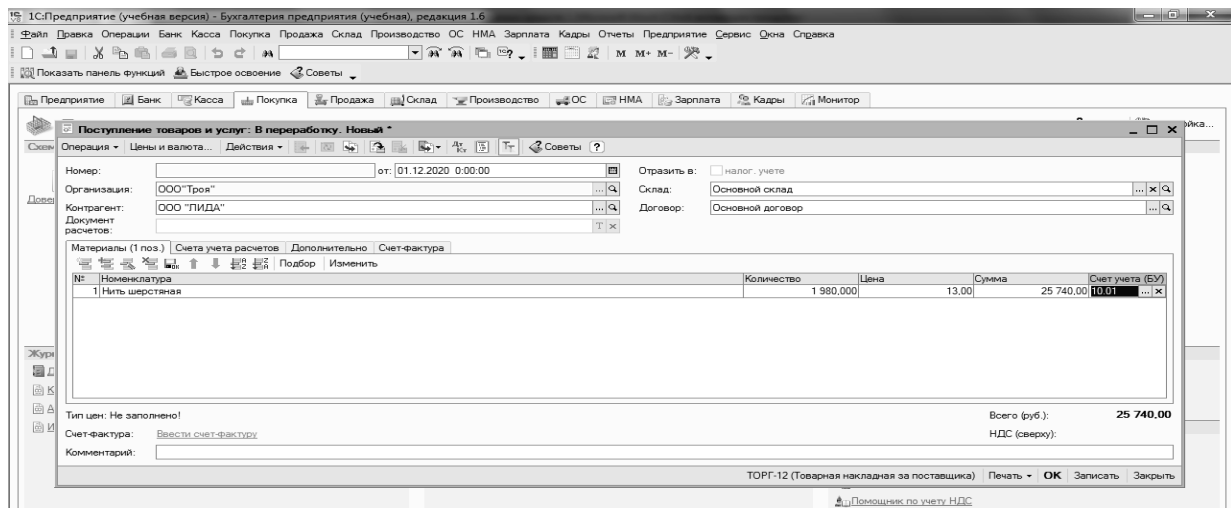 1С:Предприятие (учебная версия) - Бухгалтерия предприятия (учебная), редакция 1.6
Файл Правка Операции Банк Касса Покупка Продажа Склад Производство ОС НМА Зарплата Кадры Отчеты Предприятие Сервис Окна Справка
M M+ M-
Показать панель функций Быстрое освоение Советы
Предприятие Банк Касса Покупка Продажа Склад Производство ОС НМА Зарплата Кадры Монитор
Поступление товаров и услуг: В переработку. Новый *
Операция Цены и валюта... Действия Советы ?
Номер: от: 01.12.2020 0:00:00 Отразить в: налог. учете
Организация: ООО"Троя" Склад: Основной склад
Контрагент: ООО "ЛИДА" Договор: Основной договор
Документ расчетов:
Материалы (1 поз.) Счета учета расчетов Дополнительно Счет-фактура
Подбор Изменить
№ Номенклатура Количество Цена Сумма Счет учета (БУ)
1 Нить шерстяная 1 980,000 13,00 25 740,00 10.01
Тип цен: Не заполнено! Всего (руб.): 25 740,00
Счет-фактура: Ввести счет-фактуру НДС (сверху):
Комментарий:
ТОРГ-12 (Товарная накладная за поставщика) Печать OK Записать Закрыть
Помощник по учету НДС